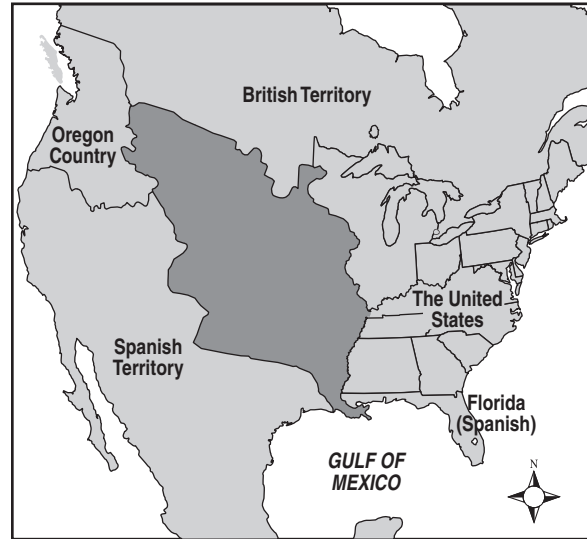 British Territory
Oregon
Country
The United
States
Spanish
Territory
Florida
(Spanish)
GULF OF
MEXICO
N